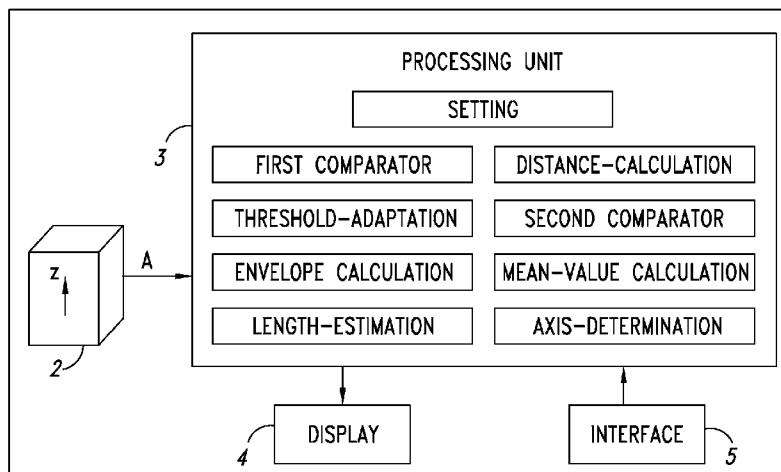 PROCESSING UNIT
SETTING
3
FIRST COMPARATOR DISTANCE-CALCULATION
THRESHOLD-ADAPTATION SECOND COMPARATOR
z A
ENVELOPE CALCULATION MEAN-VALUE CALCULATION
LENGTH-ESTIMATION AXIS-DETERMINATION
2
4 DISPLAY INTERFACE 5